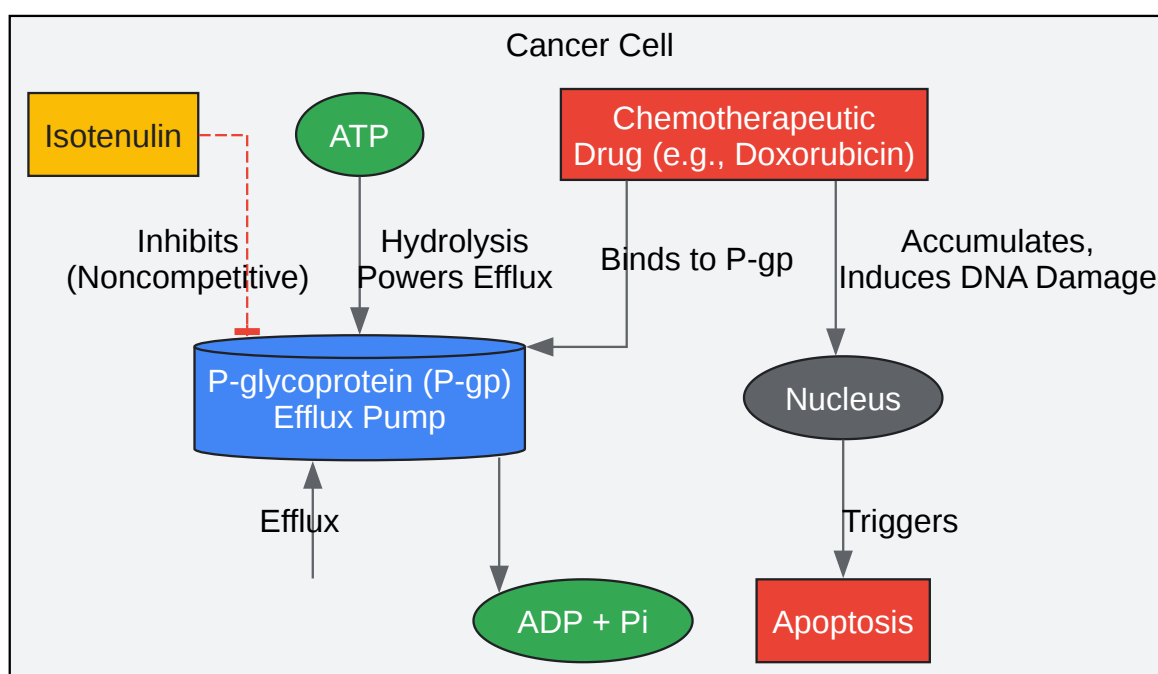 Cancer Cell
Isotenulin
ATP
Chemotherapeutic
Drug (e.g., Doxorubicin)
Inhibits
(Noncompetitive)
Hydrolysis
Powers Efflux
Binds to P-gp
Accumulates,
Induces DNA Damage
P-glycoprotein (P-gp)
Efflux Pump
Nucleus
Efflux
Triggers
ADP + Pi
Apoptosis